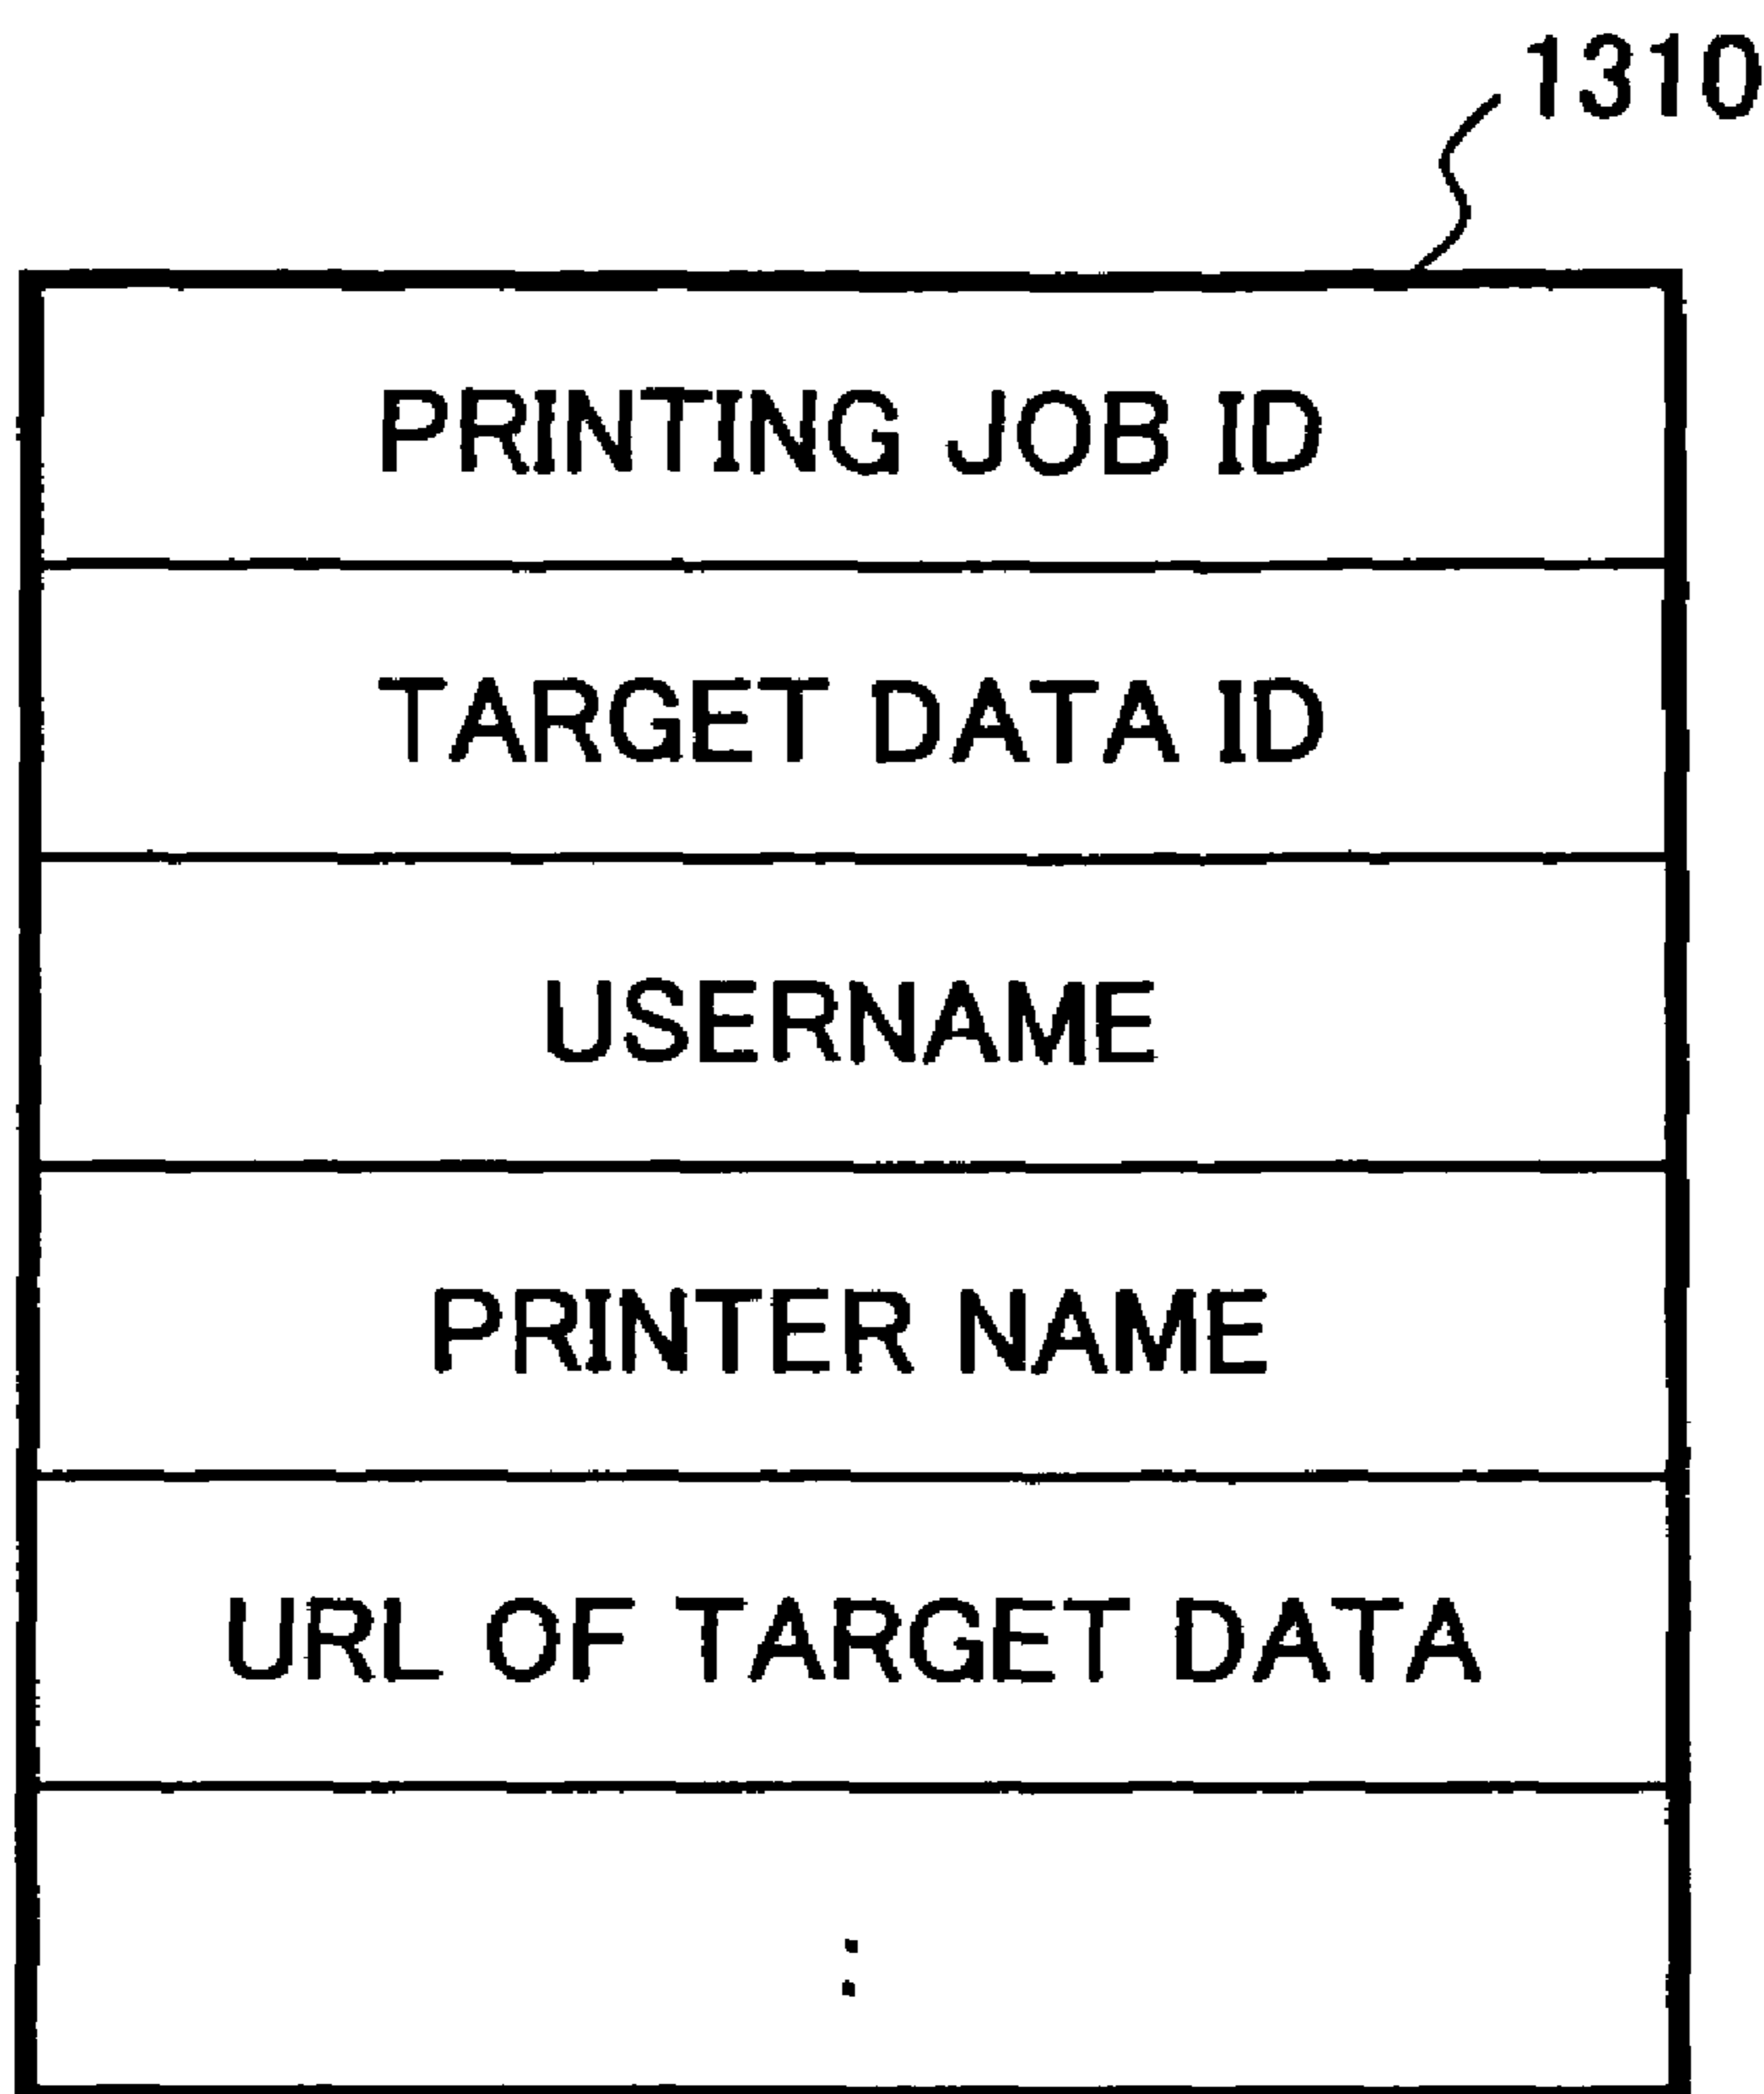 1310
PRINTING JOB ID
TARGET DATA ID
USERNAME
PRINTER NAME
URL OF TARGET DATA
: